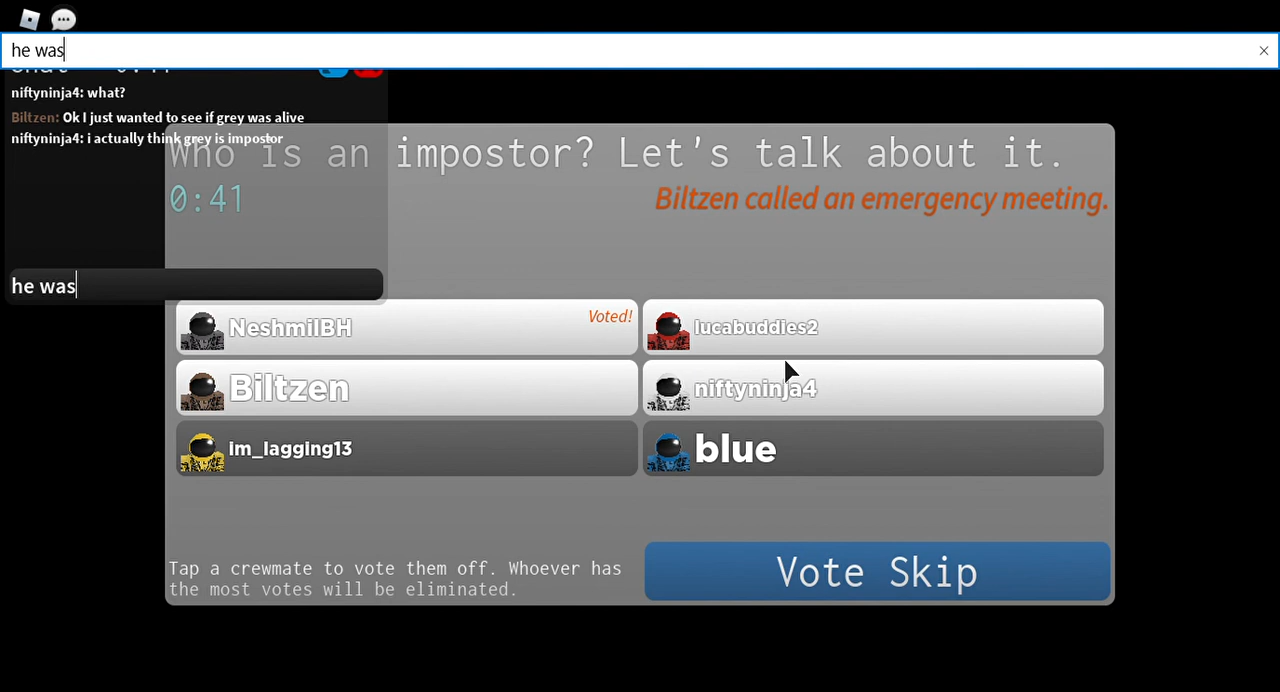 he was
niftyninja4: what?
Biltzen: Ok I just wanted to see if grey was alive
niftyninja4: i actually think grey is impostor
he was
Who is an impostor? Let's talk about it.
0:41
Biltzen called an emergency meeting.
NeshmilBH
Voted!
lucabuddies2
Biltzen
niftyninja4
im_lagging13
blue
Tap a crewmate to vote them off. Whoever has
the most votes will be eliminated.
Vote Skip